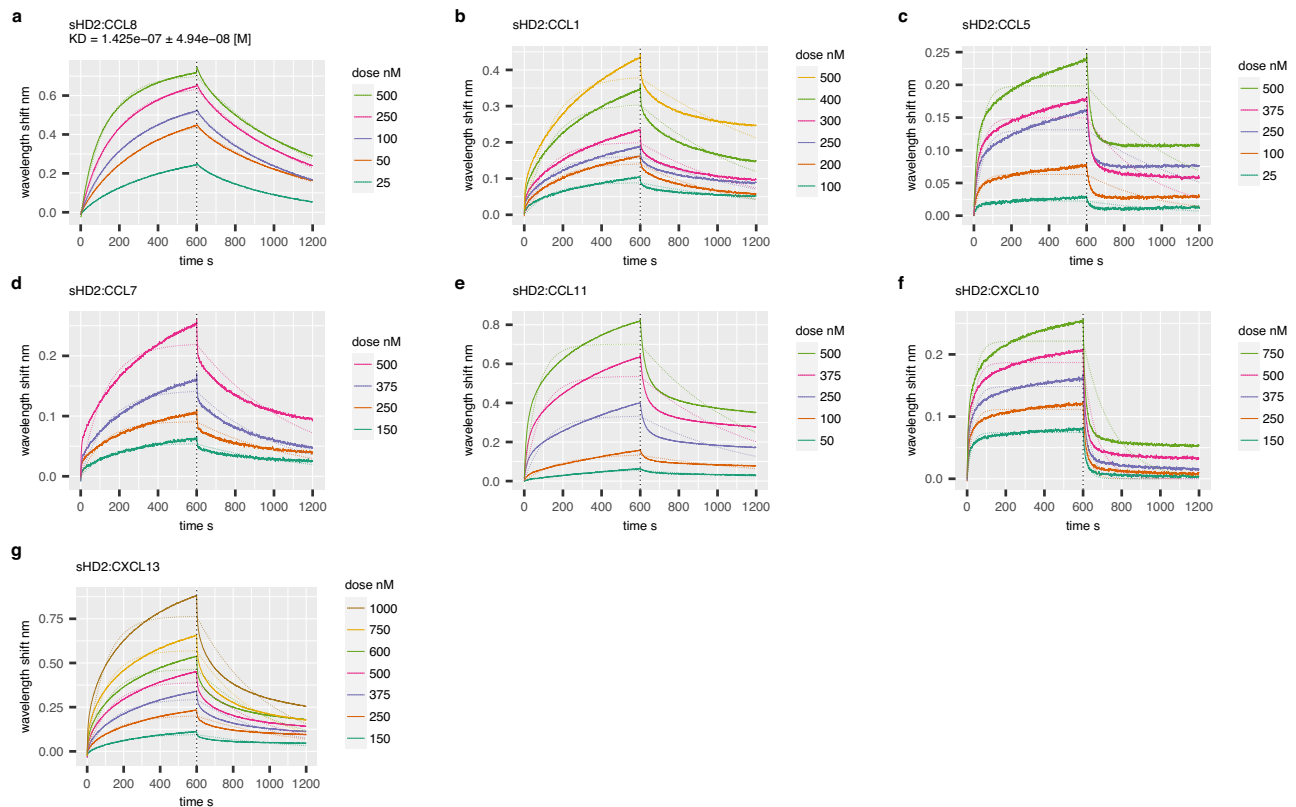 a
sHD2:CCL8
KD = 1.425e−07 ± 4.94e−08 [M]
wavelength shift nm
0.6
0.4
0.2
0.0
0 200 400 600 800 1000 1200
time s
dose nM
500
250
100
50
25
b
sHD2:CCL1
wavelength shift nm
0.4
0.3
0.2
0.1
0.0
0 200 400 600 800 1000 1200
time s
dose nM
500
400
300
250
200
100
c
sHD2:CCL5
wavelength shift nm
0.25
0.20
0.15
0.10
0.05
0.00
0 200 400 600 800 1000 1200
time s
dose nM
500
375
250
100
25
d
sHD2:CCL7
wavelength shift nm
0.2
0.1
0.0
0 200 400 600 800 1000 1200
time s
dose nM
500
375
250
150
e
sHD2:CCL11
wavelength shift nm
0.8
0.6
0.4
0.2
0.0
0 200 400 600 800 1000 1200
time s
dose nM
500
375
250
100
50
f
sHD2:CXCL10
wavelength shift nm
0.2
0.1
0.0
0 200 400 600 800 1000 1200
time s
dose nM
750
500
375
250
150
g
sHD2:CXCL13
wavelength shift nm
0.75
0.50
0.25
0.00
0 200 400 600 800 1000 1200
time s
dose nM
1000
750
600
500
375
250
150